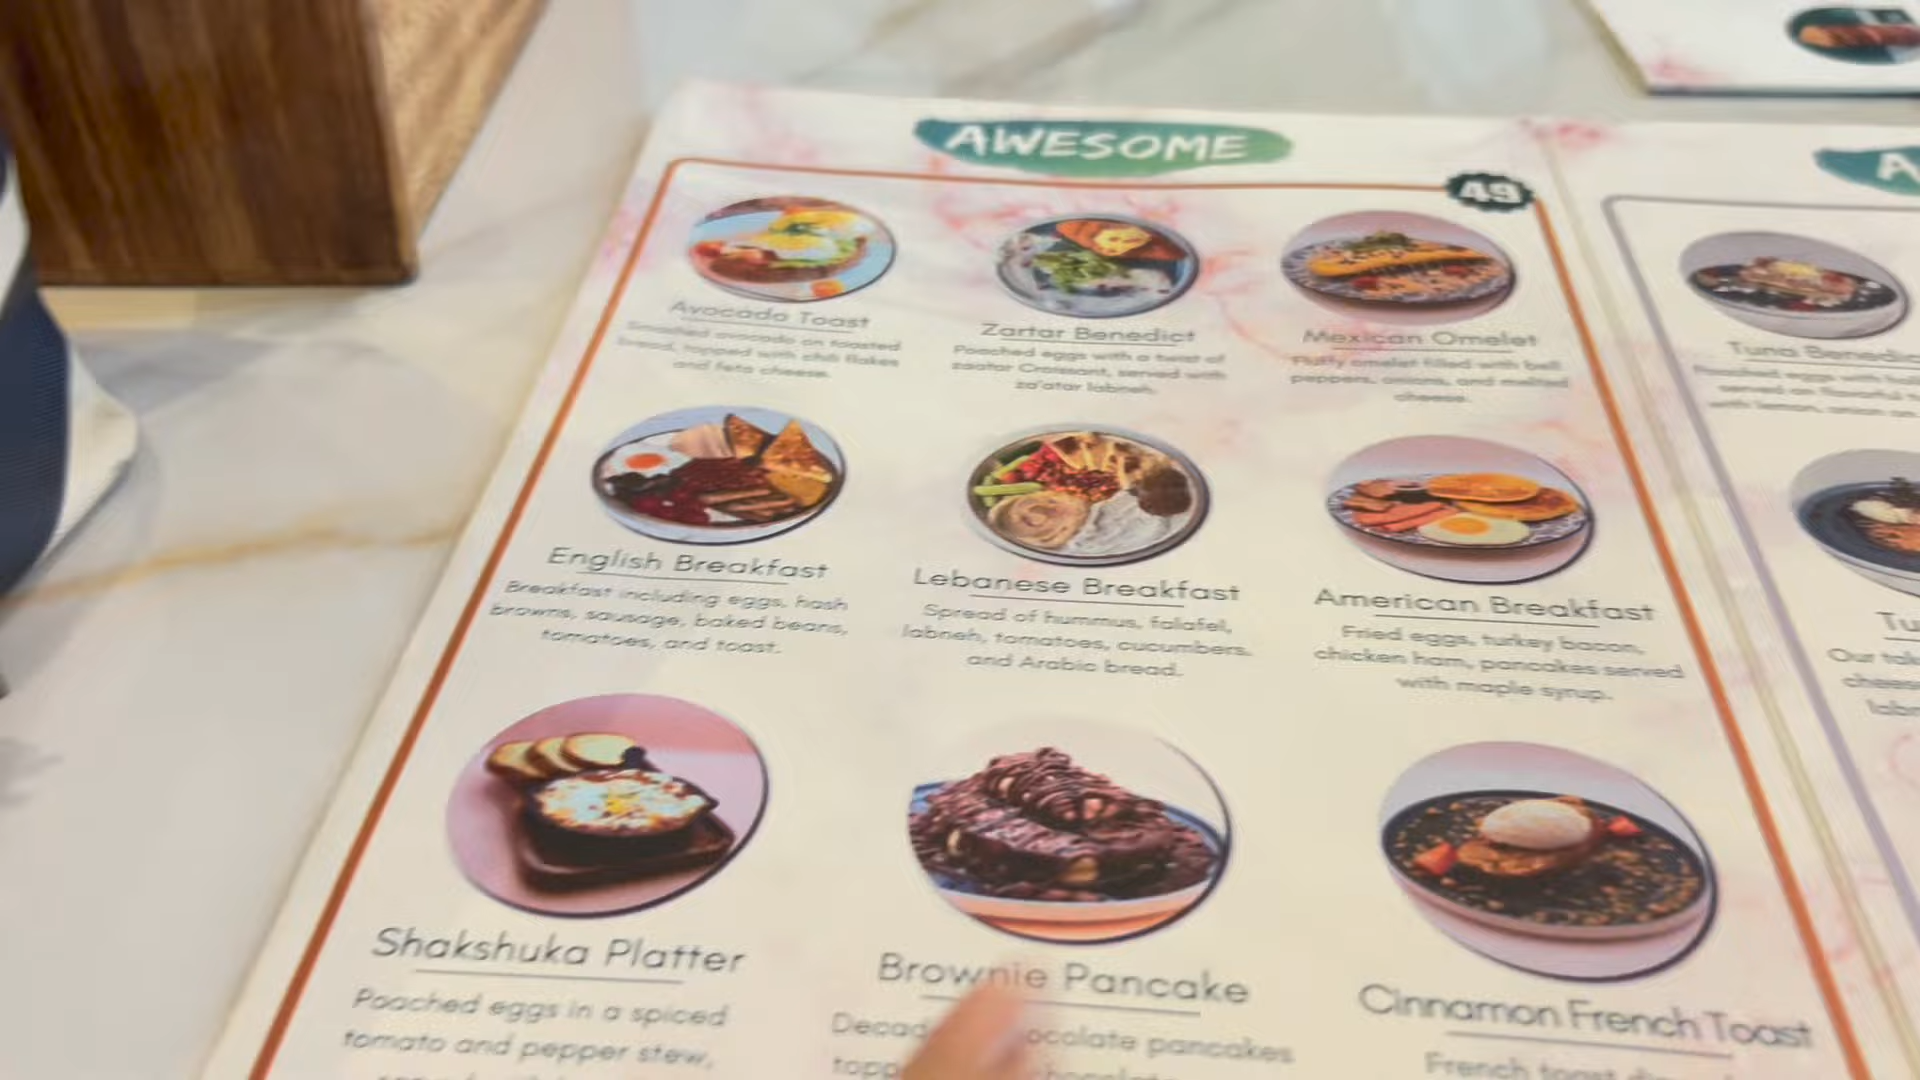 AWESOME
49
Avocado Toast
Smashed avocado on toasted
bread, topped with chili flakes
and feta cheese.
Zartar Benedict
Poached eggs with a twist of
zaatar Croissant, served with
za'atar labneh.
Mexican Omelet
Fluffy omelet filled with bell
peppers, onions, and melted
cheese.
English Breakfast
Breakfast including eggs, hash
browns, sausage, baked beans,
tomatoes, and toast.
Lebanese Breakfast
Spread of hummus, falafel,
labneh, tomatoes, cucumbers,
and Arabic bread.
American Breakfast
Fried eggs, turkey bacon,
chicken ham, pancakes served
with maple syrup.
Shakshuka Platter
Poached eggs in a spiced
tomato and pepper stew,
Brownie Pancake
pancakes
Cinnamon French Toast
French toast
A
Tuna
Our